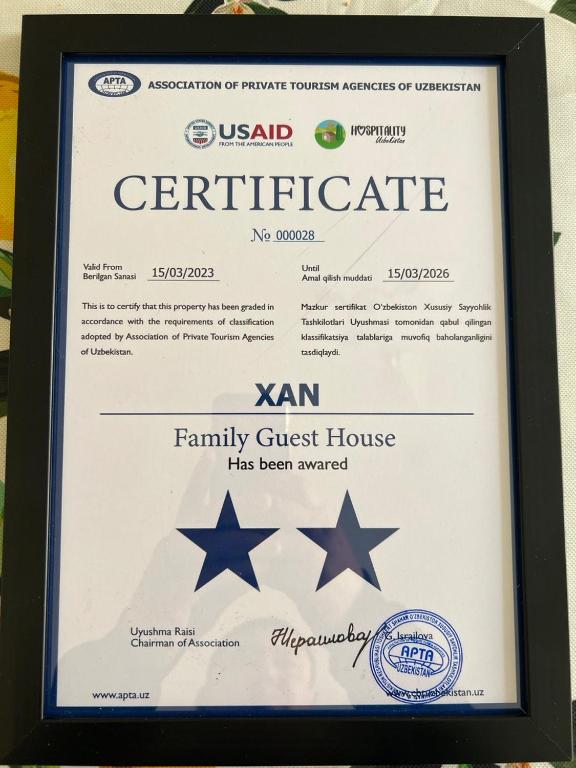 APTA
ASSOCIATION OF PRIVATE TOURISM AGENCIES OF UZBEKISTAN
USAID
FROM THE AMERICAN PEOPLE
HOSPITALITY
Uzbekistan
CERTIFICATE
№ 000028
Valid From
Berilgan Sanasi
15/03/2023
Until
Amal qilish muddati
15/03/2026
This is to certify that this property has been graded in
accordance with the requirements of classification
adopted by Association of Private Tourism Agencies
of Uzbekistan.
Mazkur sertifikat O'zbekiston Xususiy Sayyohlik
Tashkilotlari Uyushmasi tomonidan qabul qilingan
klassifikatsiya talablariga muvofiq baholanganligini
tasdiqlaydi.
XAN
Family Guest House
Has been awared
Uyushma Raisi
Chairman of Association
G. Israilova
APTA
UZBEKISTAN
www.apta.uz